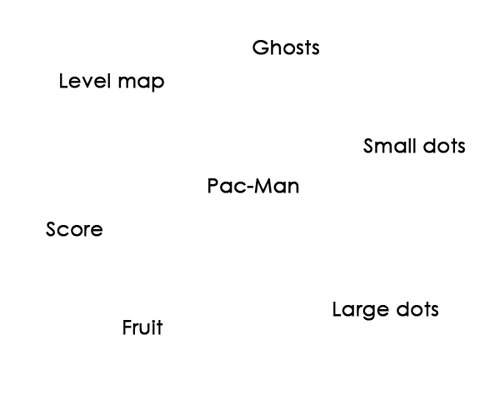 Ghosts
Level map
Small dots
Pac-Man
Score
Large dots
Fruit